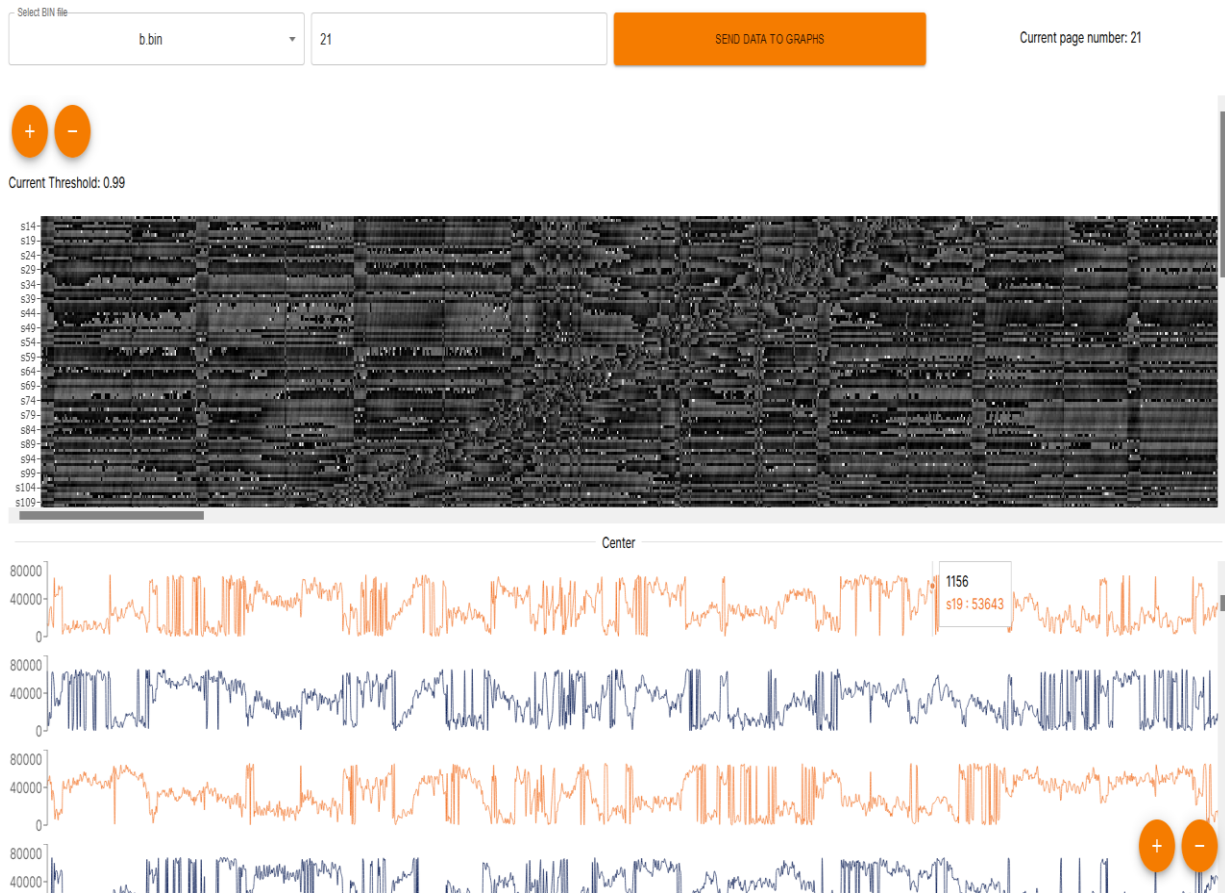 Select BIN file
b.bin
21
SEND DATA TO GRAPHS
Current page number: 21
+
−
Current Threshold: 0.99
s14
s19
s24
s29
s34
s39
s44
s49
s54
s59
s64
s69
s74
s79
s84
s89
s94
s99
s104
s109
Center
80000
40000
0
1156
s19 : 53643
80000
40000
0
80000
40000
0
80000
40000
+
−